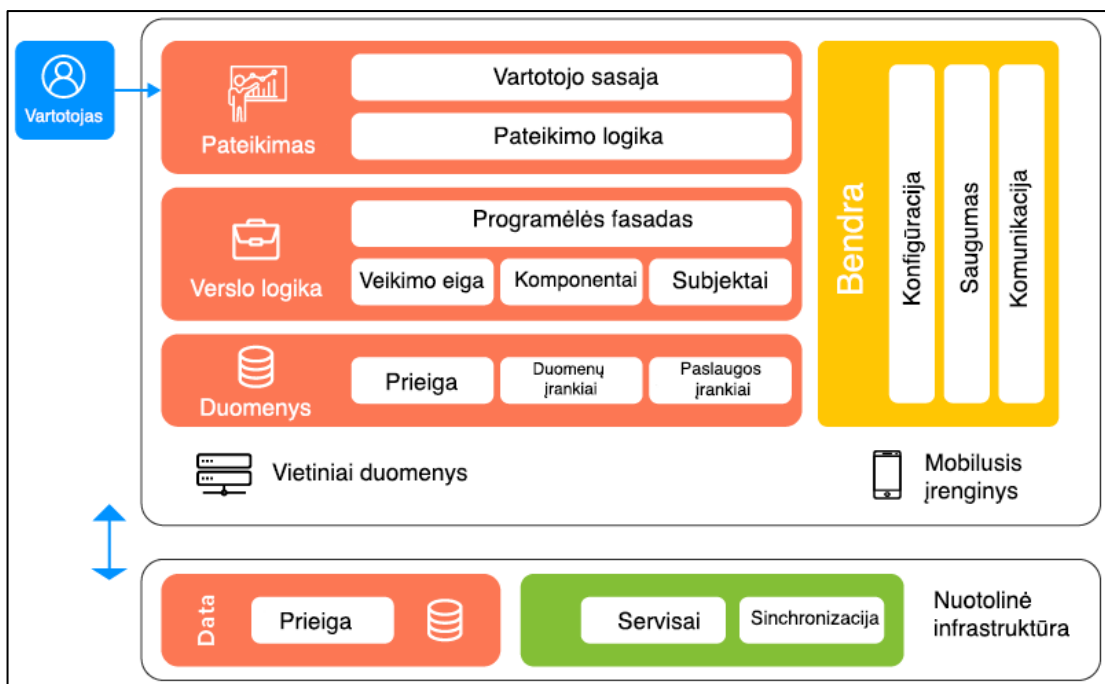 Vartotojas
Pateikimas
Vartotojo sasaja
Pateikimo logika
Verslo logika
Programėlės fasadas
Veikimo eiga
Komponentai
Subjektai
Duomenys
Prieiga
Duomenų
įrankiai
Paslaugos
įrankiai
Bendra
Konfigūracija
Saugumas
Komunikacija
Vietiniai duomenys
Mobilusis
įrenginys
Data
Prieiga
Servisai
Sinchronizacija
Nuotolinė
infrastruktūra